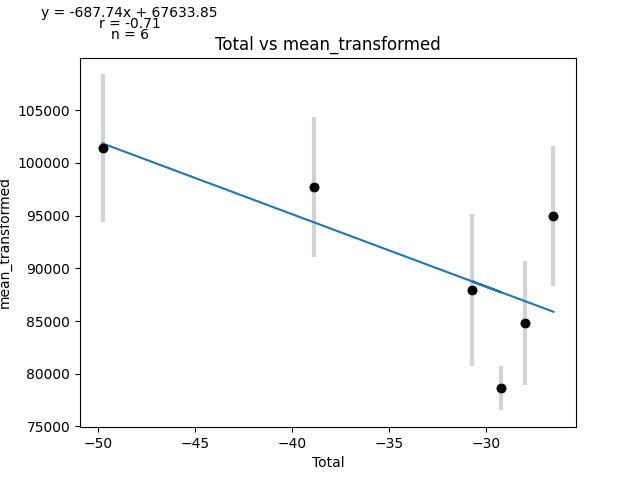 y = -687.74x + 67633.85
r = -0.71
n = 6
Total vs mean_transformed
105000
100000
95000
90000
85000
80000
75000
mean_transformed
−50
−45
−40
−35
−30
Total